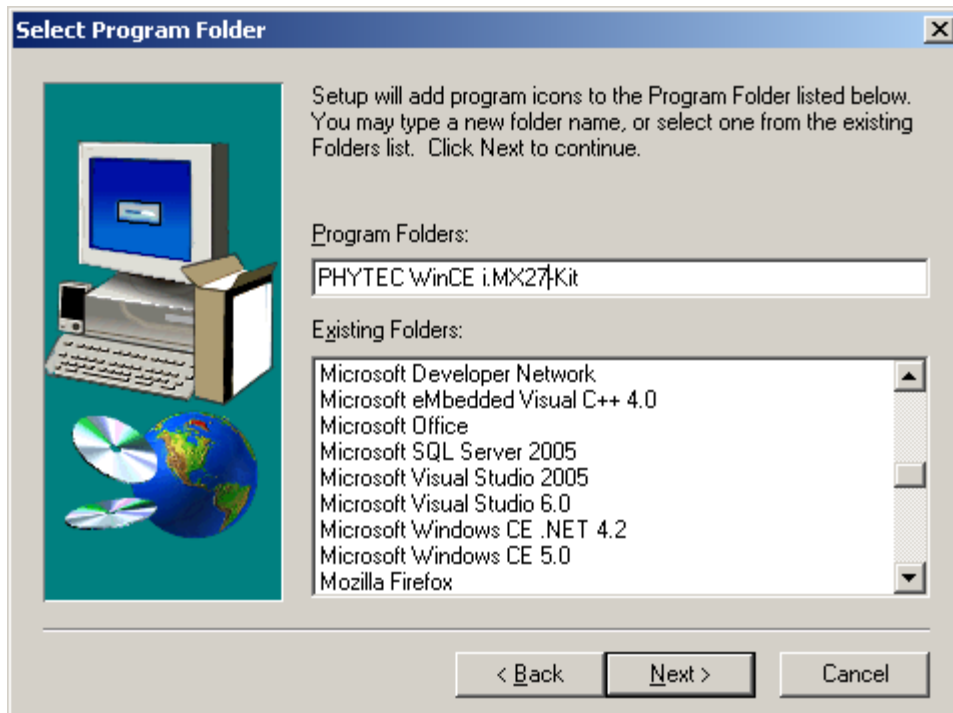 Select Program Folder
Setup will add program icons to the Program Folder listed below.
You may type a new folder name, or select one from the existing
Folders list. Click Next to continue.
Program Folders:
PHYTEC WinCE i.MX27-Kit
Existing Folders:
Microsoft Developer Network
Microsoft eMbedded Visual C++ 4.0
Microsoft Office
Microsoft SQL Server 2005
Microsoft Visual Studio 2005
Microsoft Visual Studio 6.0
Microsoft Windows CE .NET 4.2
Microsoft Windows CE 5.0
Mozilla Firefox
< Back
Next >
Cancel